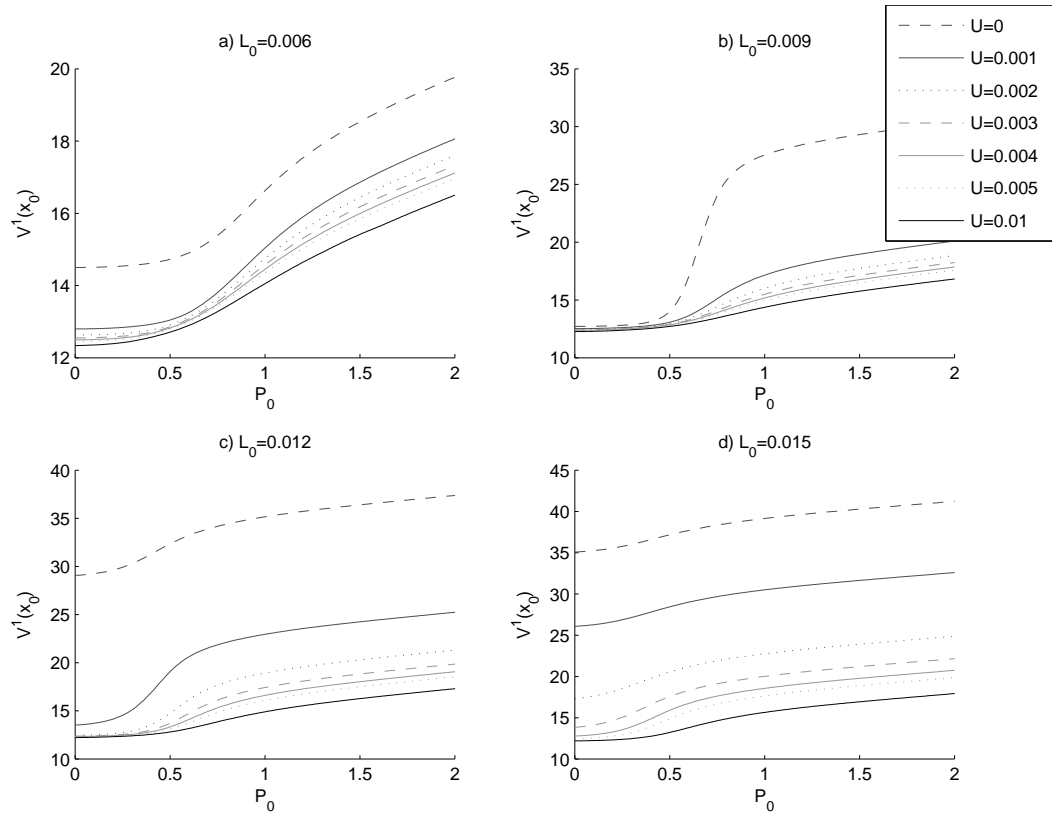 a) L0=0.006
20
18
16
14
12
V1(x0)
0 0.5 1 1.5 2
P0
b) L0=0.009
35
30
25
20
15
10
V1(x0)
0 0.5 1 1.5 2
P0
U=0
U=0.001
U=0.002
U=0.003
U=0.004
U=0.005
U=0.01
c) L0=0.012
40
35
30
25
20
15
10
V1(x0)
0 0.5 1 1.5 2
P0
d) L0=0.015
45
40
35
30
25
20
15
10
V1(x0)
0 0.5 1 1.5 2
P0